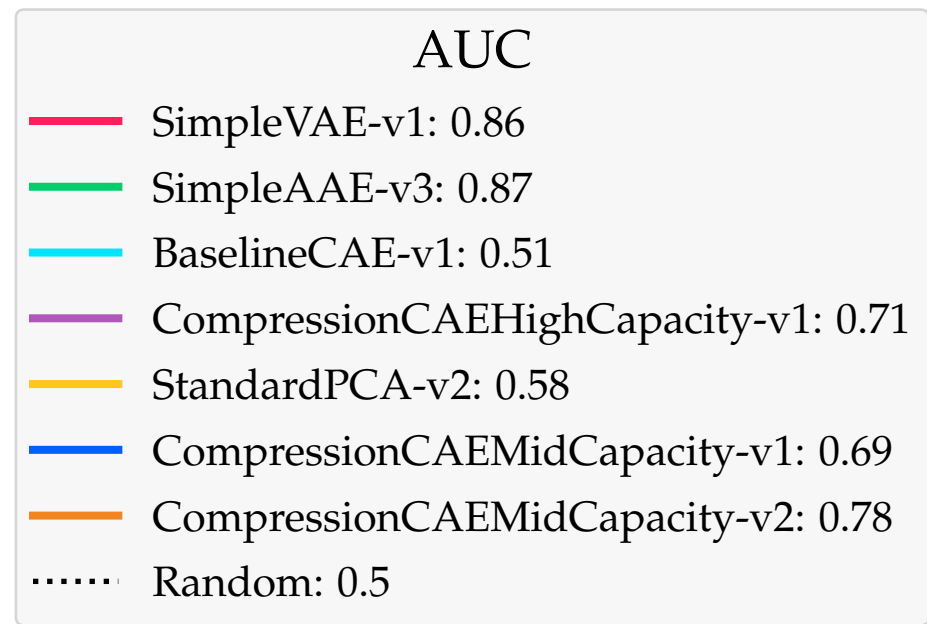 AUC
SimpleVAE-v1: 0.86
SimpleAAE-v3: 0.87
BaselineCAE-v1: 0.51
CompressionCAEHighCapacity-v1: 0.71
StandardPCA-v2: 0.58
CompressionCAEMidCapacity-v1: 0.69
CompressionCAEMidCapacity-v2: 0.78
Random: 0.5